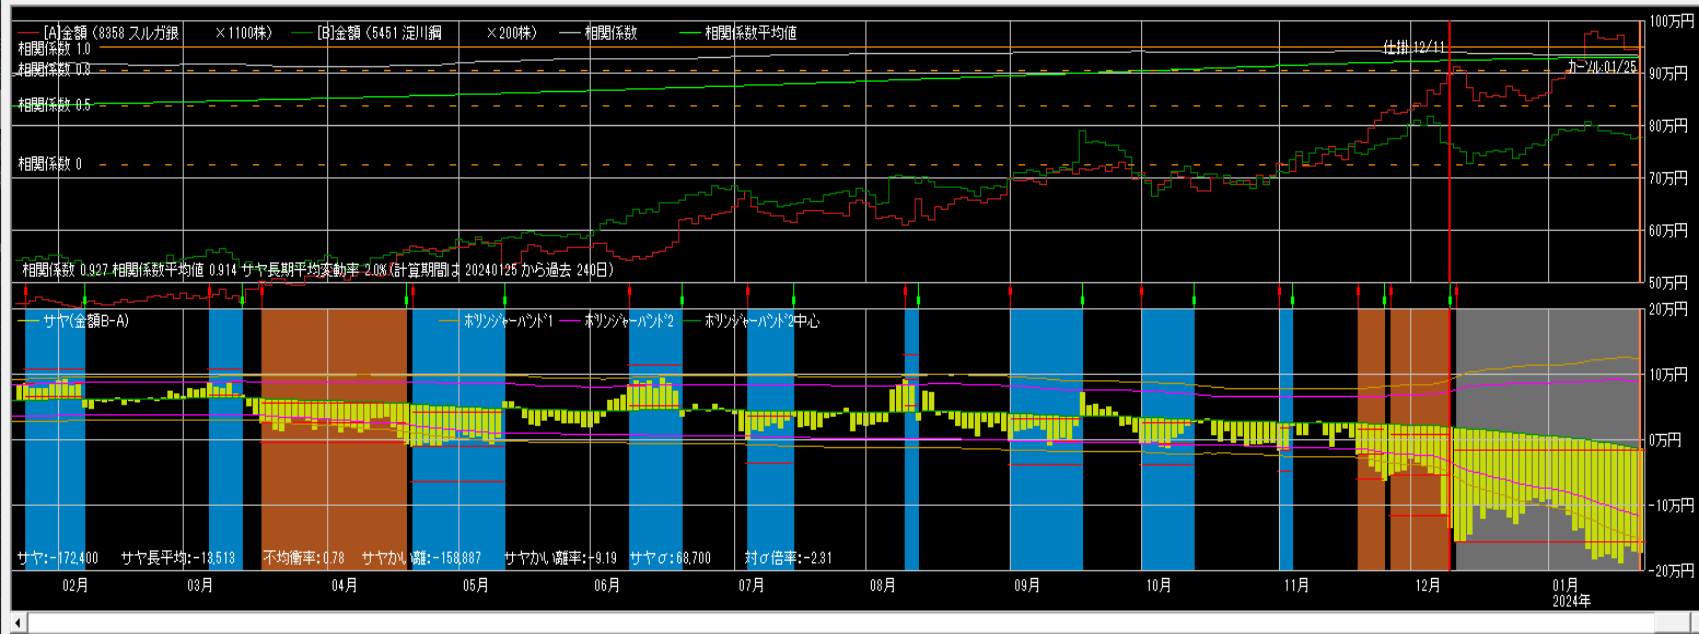 100万円
[A]金額 (8358 スルガ銀 ×1100株) [B]金額 (5451 淀川鋼 ×200株) 相関係数 相関係数平均値
相関係数 1.0
仕掛 12/11
相関係数 0.8
カーソル:01/25
90万円
相関係数 0.5
80万円
相関係数 0
70万円
60万円
相関係数 0.927 相関係数平均値 0.914 サヤ長期平均変動率 2.0% (計算期間は 20240125 から過去 240日)
50万円
20万円
サヤ(金額B-A) ボリンジャーバンド1 ボリンジャーバンド2 ボリンジャーバンド2中心
10万円
0万円
-10万円
サヤ:-172,400 サヤ長平均:-13,513 不均衡率:0.78 サヤかい離:-158,887 サヤかい離率:-9.19 サヤσ:68,700 対σ倍率:-2.31
-20万円
02月 03月 04月 05月 06月 07月 08月 09月 10月 11月 12月 01月
2024年